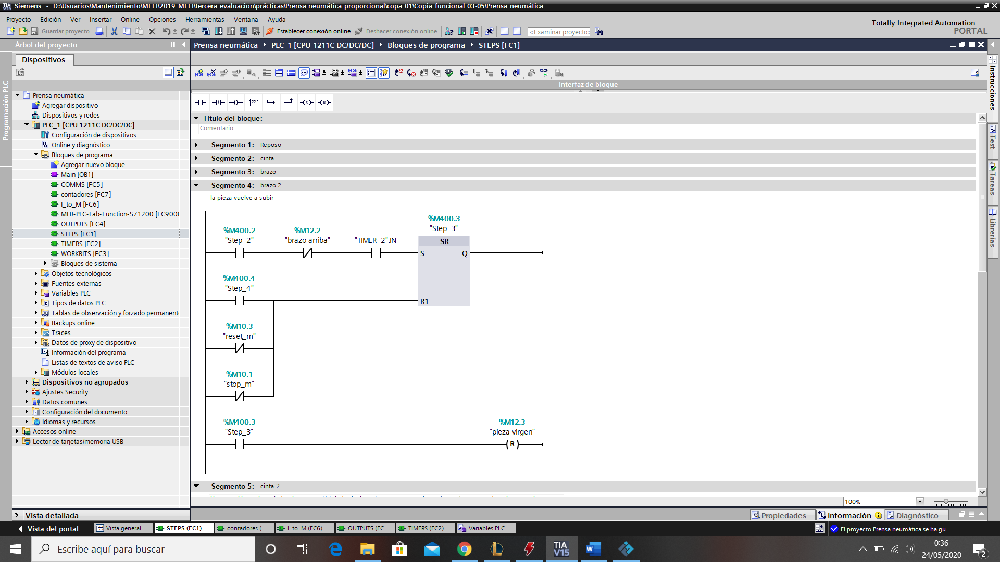 Siemens - D:\Usuarios\Mantenimiento\MEEI\2019 MEEI\tercera evaluacion\prácticas\Prensa neumática proporcional\copa 01\Copia funcional 03-05\Prensa neumática
Proyecto Edición Ver Insertar Online Opciones Herramientas Ventana Ayuda
Totally Integrated Automation
PORTAL
Guardar proyecto Establecer conexión online Deshacer conexión online <Examinar proyecto>
Árbol del proyecto
Dispositivos
Programación PLC
Prensa neumática
Agregar dispositivo
Dispositivos y redes
PLC_1 [CPU 1211C DC/DC/DC]
Configuración de dispositivos
Online y diagnóstico
Bloques de programa
Agregar nuevo bloque
Main [OB1]
COMMS [FC5]
contadores [FC7]
I_to_M [FC6]
MHJ-PLC-Lab-Function-S71200 [FC900
OUTPUTS [FC4]
STEPS [FC1]
TIMERS [FC2]
WORKBITS [FC3]
Bloques de sistema
Objetos tecnológicos
Fuentes externas
Variables PLC
Tipos de datos PLC
Tablas de observación y forzado permanent
Backups online
Traces
Datos de proxy de dispositivo
Información del programa
Listas de textos de aviso PLC
Módulos locales
Dispositivos no agrupados
Ajustes Security
Datos comunes
Configuración del documento
Idiomas y recursos
Accesos online
Lector de tarjetas/memoria USB
Vista detallada
Prensa neumática PLC_1 [CPU 1211C DC/DC/DC] Bloques de programa STEPS [FC1]
Interfaz de bloque
Título del bloque: .....
Comentario
Segmento 1: Reposo
Segmento 2: cinta
Segmento 3: brazo
Segmento 4: brazo 2
la pieza vuelve a subir
%M400.3
"Step_3"
%M400.2 %M12.2
"Step_2" "brazo arriba" "TIMER_2".IN
SR
S Q
%M400.4
"Step_4"
R1
%M10.3
"reset_m"
%M10.1
"stop_m"
%M400.3 %M12.3
"Step_3" "pieza virgen"
R
Segmento 5: cinta 2
100%
Instrucciones
Test
Tareas
Librerías
Propiedades Información Diagnóstico
Vista del portal Vista general STEPS (FC1) contadores (... I_to_M (FC6) OUTPUTS (FC... TIMERS (FC2) Variables PLC El proyecto Prensa neumática se ha gu...
Escribe aquí para buscar
TIA
V15
0:36
24/05/2020
2